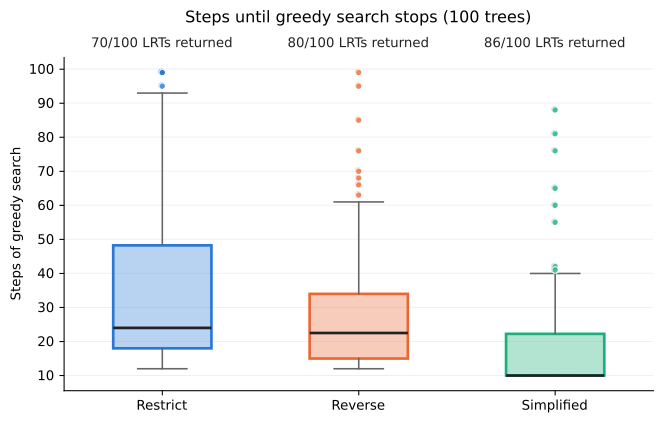 Steps until greedy search stops (100 trees)
70/100 LRTs returned
80/100 LRTs returned
86/100 LRTs returned
Steps of greedy search
100
90
80
70
60
50
40
30
20
10
Restrict
Reverse
Simplified